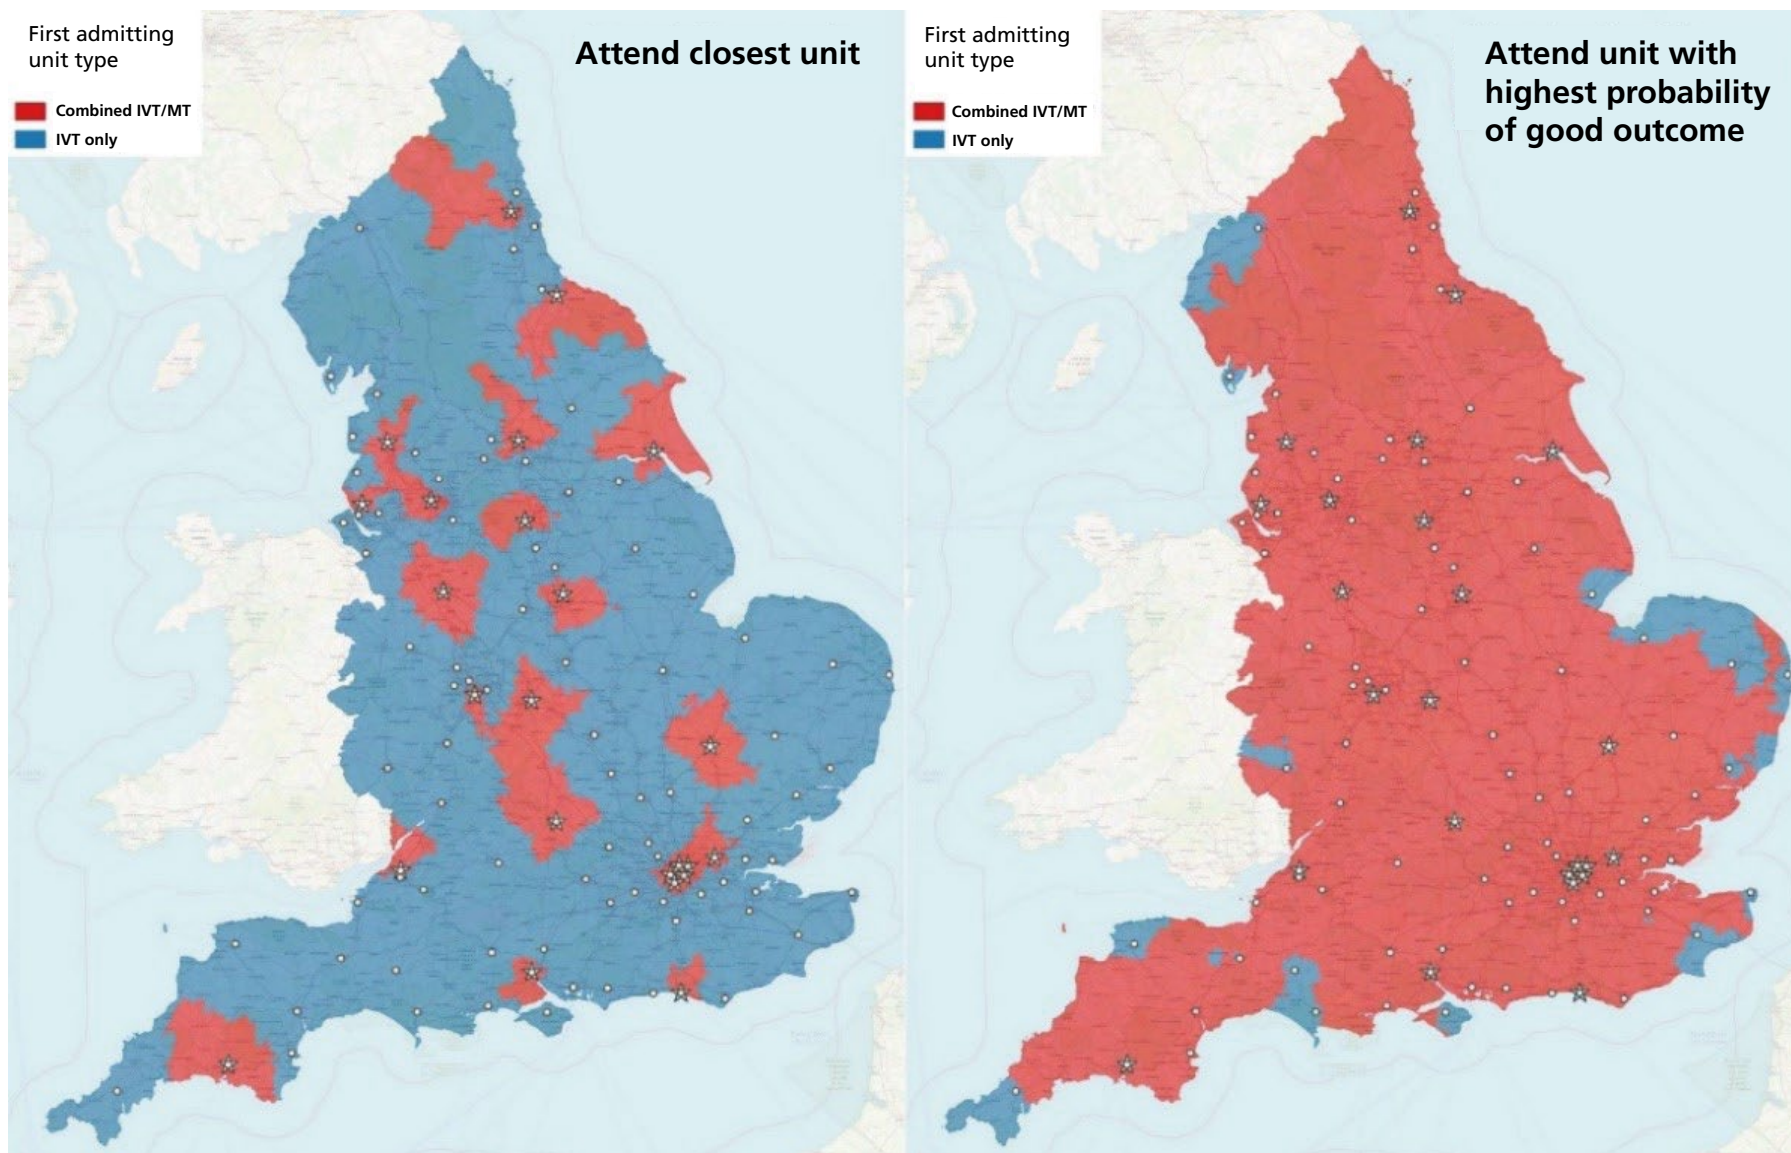 First admitting
unit type
Combined IVT/MT
IVT only
Attend closest unit
First admitting
unit type
Combined IVT/MT
IVT only
Attend unit with
highest probability
of good outcome